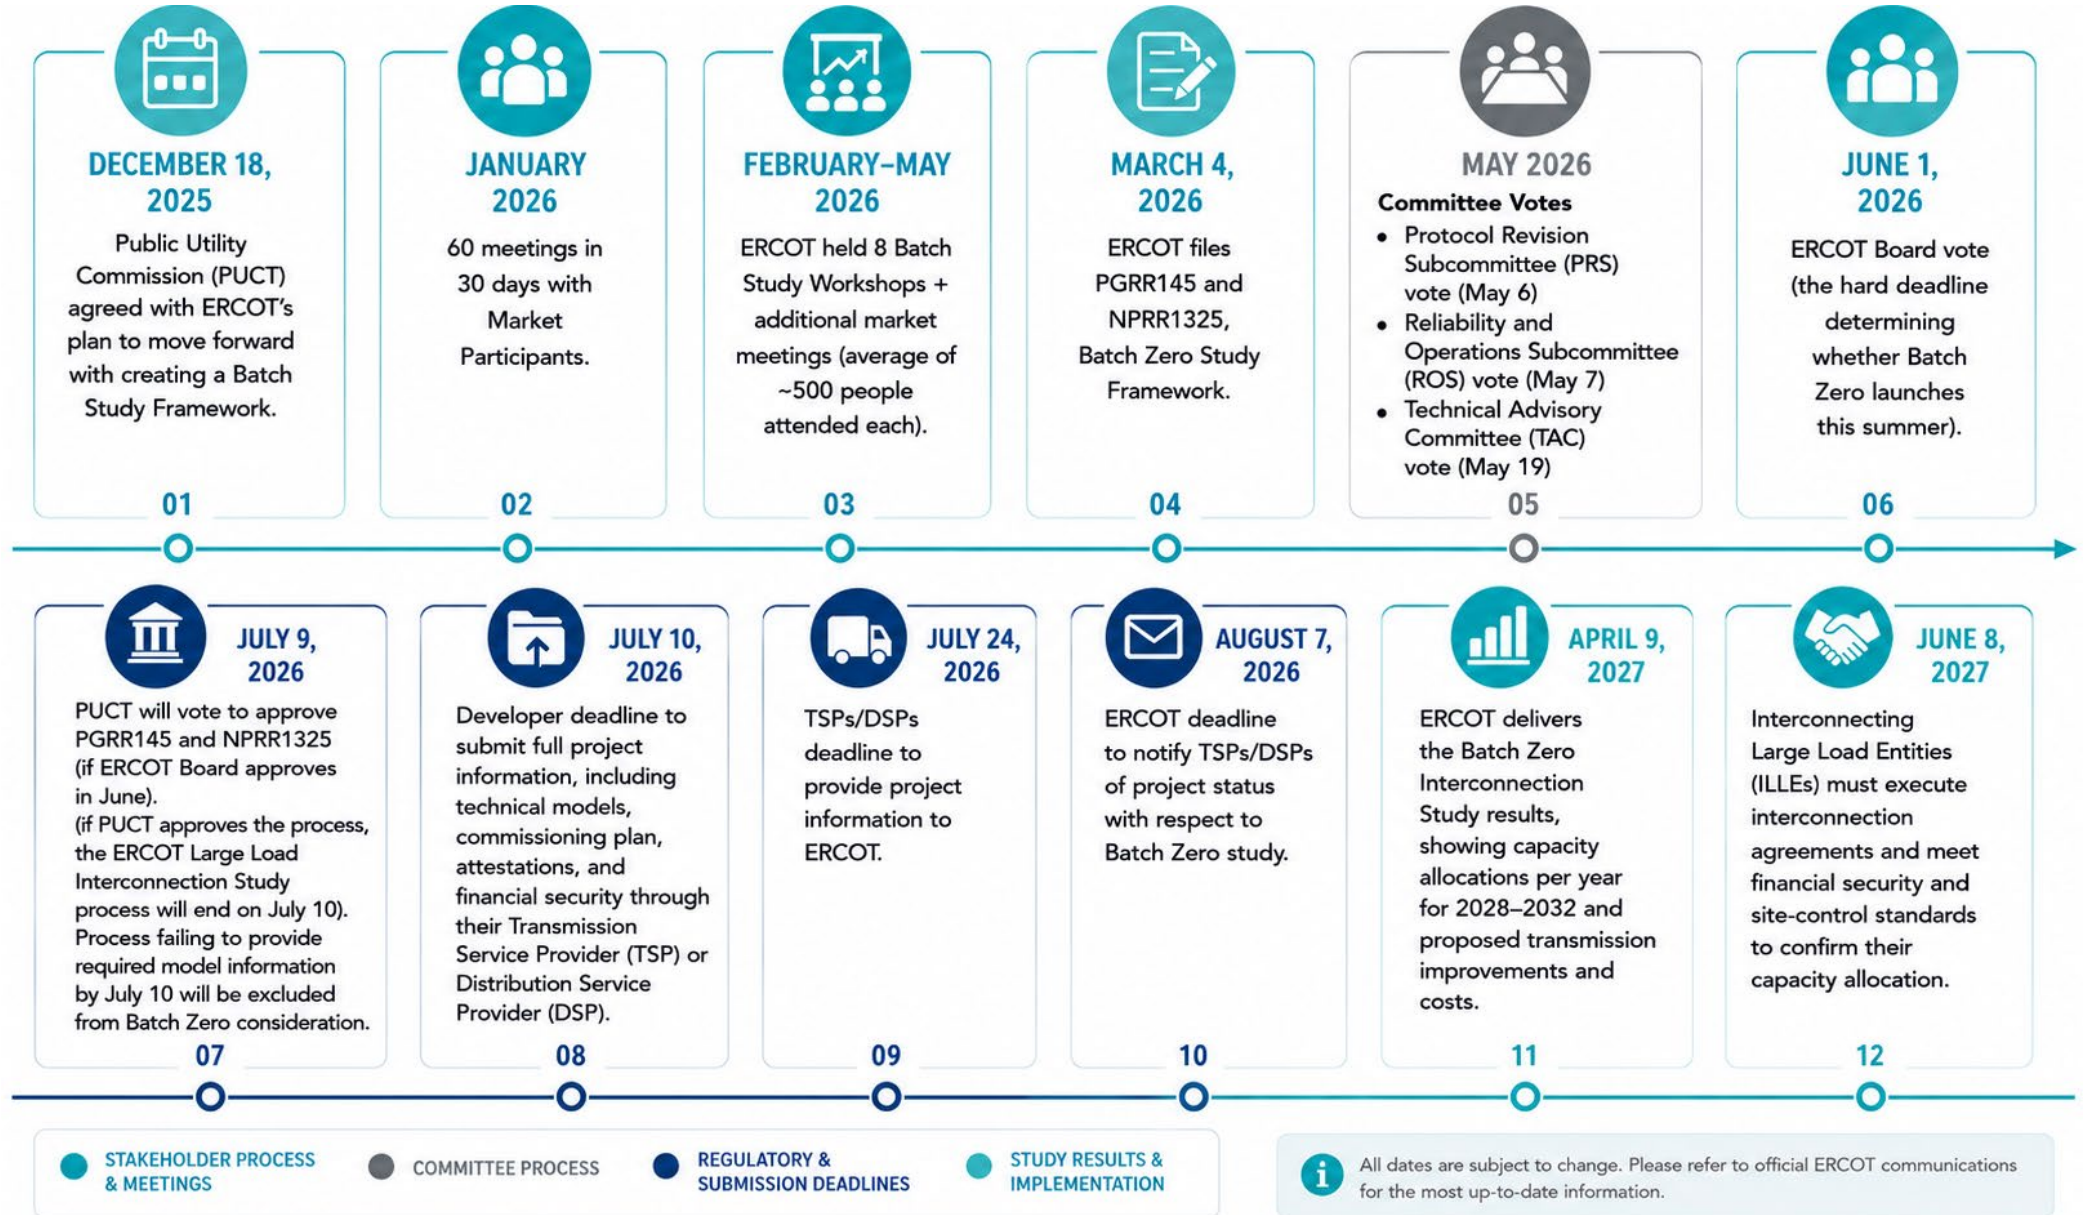 DECEMBER 18,
2025
Public Utility
Commission (PUCT)
agreed with ERCOT's
plan to move forward
with creating a Batch
Study Framework.
01
JANUARY
2026
60 meetings in
30 days with
Market
Participants.
02
FEBRUARY–MAY
2026
ERCOT held 8 Batch
Study Workshops +
additional market
meetings (average of
~500 people
attended each).
03
MARCH 4,
2026
ERCOT files
PGRR145 and
NPRR1325,
Batch Zero Study
Framework.
04
MAY 2026
Committee Votes
• Protocol Revision
Subcommittee (PRS)
vote (May 6)
• Reliability and
Operations Subcommittee
(ROS) vote (May 7)
• Technical Advisory
Committee (TAC)
vote (May 19)
05
JUNE 1,
2026
ERCOT Board vote
(the hard deadline
determining
whether Batch
Zero launches
this summer).
06
JULY 9,
2026
PUCT will vote to approve
PGRR145 and NPRR1325
(if ERCOT Board approves
in June).
(if PUCT approves the process,
the ERCOT Large Load
Interconnection Study
process will end on July 10).
Process failing to provide
required model information
by July 10 will be excluded
from Batch Zero consideration.
07
JULY 10,
2026
Developer deadline to
submit full project
information, including
technical models,
commissioning plan,
attestations, and
financial security through
their Transmission
Service Provider (TSP) or
Distribution Service
Provider (DSP).
08
JULY 24,
2026
TSPs/DSPs
deadline to
provide project
information to
ERCOT.
09
AUGUST 7,
2026
ERCOT deadline
to notify TSPs/DSPs
of project status
with respect to
Batch Zero study.
10
APRIL 9,
2027
ERCOT delivers
the Batch Zero
Interconnection
Study results,
showing capacity
allocations per year
for 2028–2032 and
proposed transmission
improvements and
costs.
11
JUNE 8,
2027
Interconnecting
Large Load Entities
(ILLEs) must execute
interconnection
agreements and meet
financial security and
site-control standards
to confirm their
capacity allocation.
12
STAKEHOLDER PROCESS
& MEETINGS
COMMITTEE PROCESS
REGULATORY &
SUBMISSION DEADLINES
STUDY RESULTS &
IMPLEMENTATION
i
All dates are subject to change. Please refer to official ERCOT communications
for the most up-to-date information.